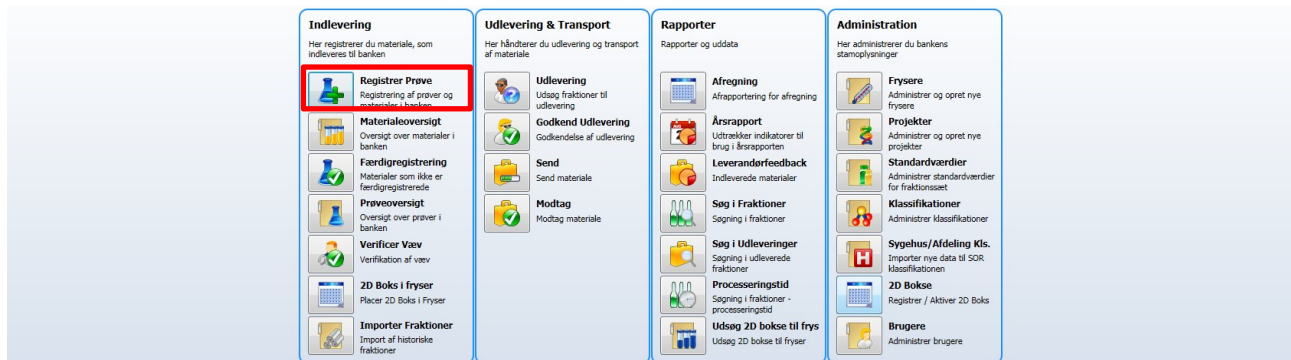 Indlevering
Her registrerer du materiale, som
indleveres til banken
Registrer Prøve
Registrering af prøver og
materialer i banken
Materialeoversigt
Oversigt over materialer i
banken
Færdigregistrering
Materialer som ikke er
færdigregistrerede
Prøveoversigt
Oversigt over prøver i
banken
Verificer Væv
Verifikation af væv
2D Boks i fryser
Placer 2D Boks i Fryser
Importer Fraktioner
Import af historiske
fraktioner
Udlevering & Transport
Her håndterer du udlevering og transport
af materiale
Udlevering
Udsøg fraktioner til
udlevering
Godkend Udlevering
Godkendelse af udlevering
Send
Send materiale
Modtag
Modtag materiale
Rapporter
Rapporter og uddata
Afregning
Afrapportering for afregning
Årsrapport
Udtrækker indikatorer til
brug i årsrapporten
Leverandørfeedback
Indleverede materialer
Søg i Fraktioner
Søgning i fraktioner
Søg i Udleveringer
Søgning i udleverede
fraktioner
Processeringstid
Søgning i fraktioner -
processeringstid
Udsøg 2D bokse til frys
Udsøg 2D bokse til fryser
Administration
Her administrerer du bankens
stamoplysninger
Frysere
Administrer og opret nye
frysere
Projekter
Administrer og opret nye
projekter
Standardværdier
Administrer standardværdier
for fraktionssæt
Klassifikationer
Administrer klassifikationer
Sygehus/Afdeling Kls.
Importer nye data til SOR
klassifikationen
2D Bokse
Registrer / Aktiver 2D Boks
Brugere
Administrer brugere